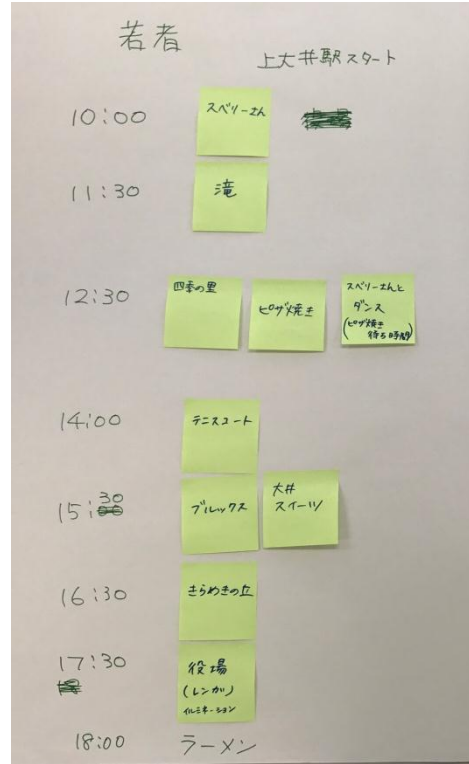 若者
上大井駅スタート
10:00 スベリーさん
11:30 滝
12:30 四季の里 ピザ焼き スベリーさんと
ダンス
(ピザ焼き
待ち時間)
14:00 テニスコート
15:30 ブルックス 大井
スイーツ
16:30 きらめきの丘
17:30 役場
(レンガ)
イルミネーション
18:00 ラーメン